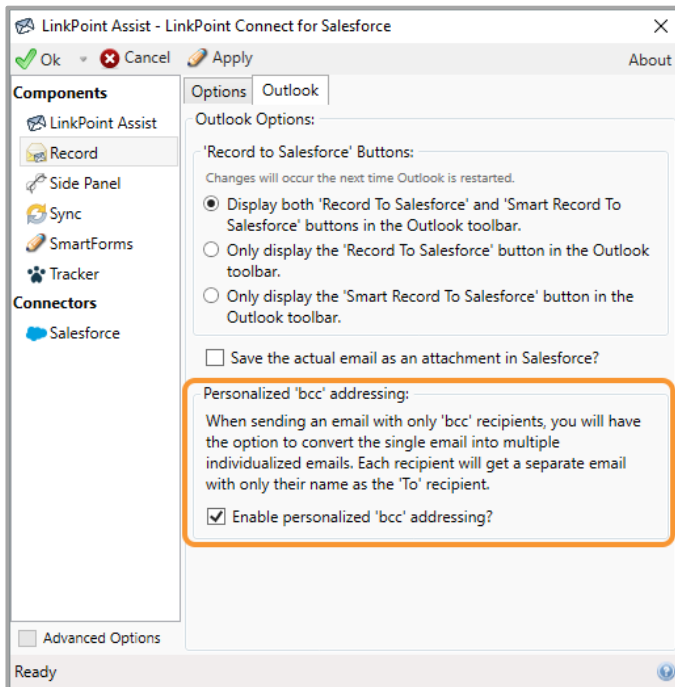 LinkPoint Assist - LinkPoint Connect for Salesforce
Ok Cancel Apply About
Components
LinkPoint Assist
Record
Side Panel
Sync
SmartForms
Tracker
Connectors
Salesforce
Options Outlook
Outlook Options:
'Record to Salesforce' Buttons:
Changes will occur the next time Outlook is restarted.
Display both 'Record To Salesforce' and 'Smart Record To
Salesforce' buttons in the Outlook toolbar.
Only display the 'Record To Salesforce' button in the Outlook
toolbar.
Only display the 'Smart Record To Salesforce' button in the
Outlook toolbar.
Save the actual email as an attachment in Salesforce?
Personalized 'bcc' addressing:
When sending an email with only 'bcc' recipients, you will have
the option to convert the single email into multiple
individualized emails. Each recipient will get a separate email
with only their name as the 'To' recipient.
Enable personalized 'bcc' addressing?
Advanced Options
Ready